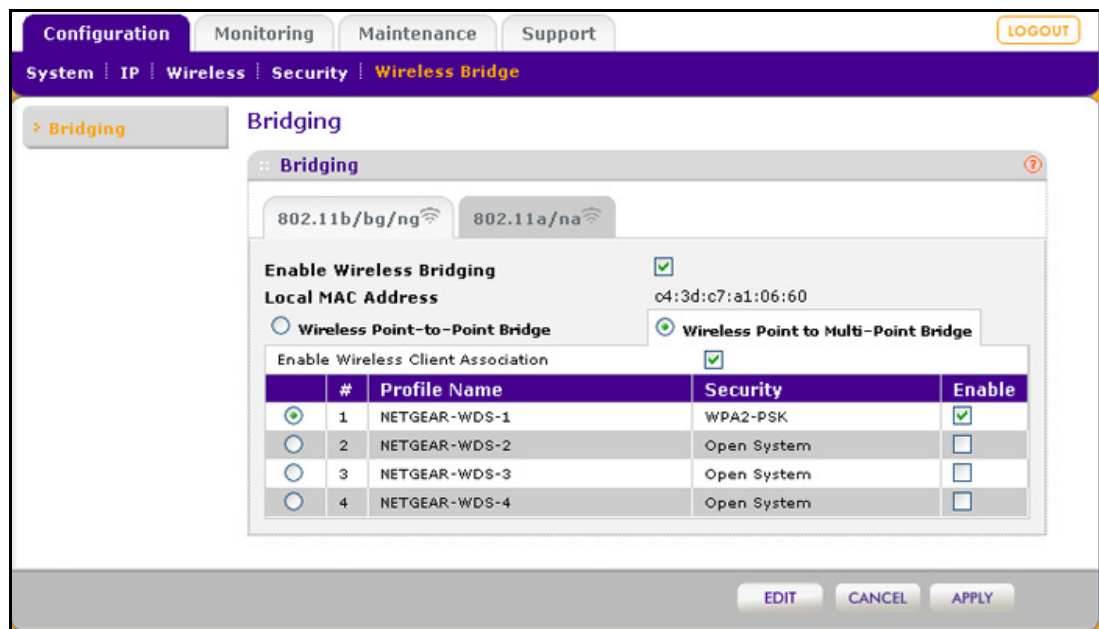 Configuration Monitoring Maintenance Support LOGOUT
System IP Wireless Security Wireless Bridge
Bridging
Bridging
Bridging
?
802.11b/bg/ng 802.11a/na
Enable Wireless Bridging
Local MAC Address c4:3d:c7:a1:06:60
Wireless Point-to-Point Bridge Wireless Point to Multi-Point Bridge
Enable Wireless Client Association
# Profile Name Security Enable
1 NETGEAR-WDS-1 WPA2-PSK
2 NETGEAR-WDS-2 Open System
3 NETGEAR-WDS-3 Open System
4 NETGEAR-WDS-4 Open System
EDIT CANCEL APPLY